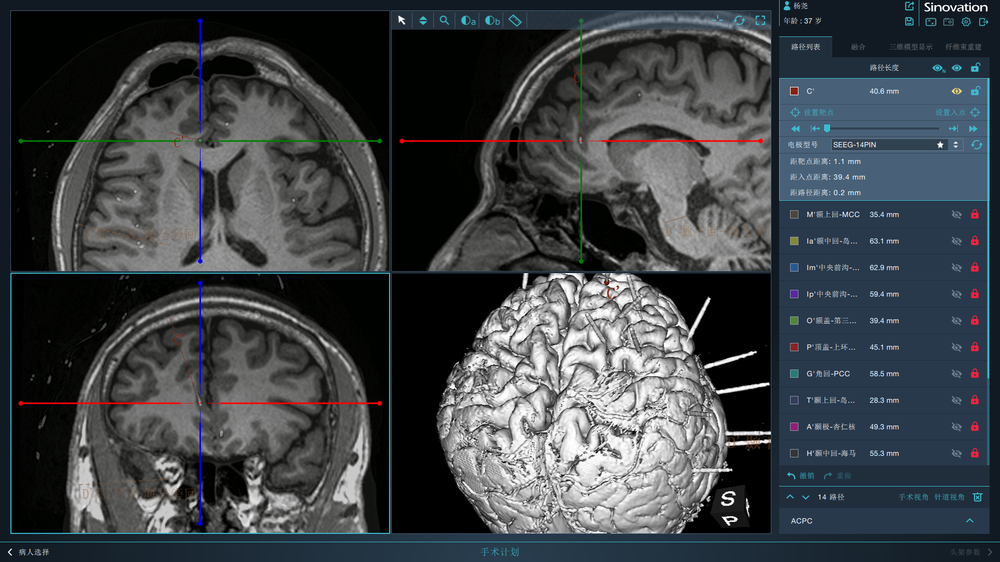 a
b
C'
C'
D'颞下回-海马旁回
D'颞下回-海马旁
C'
D'颞下回-海马旁回
C'
D'颞下
S
P
杨尧
年龄 : 37 岁
Sinovation
路径列表 融合 三维模型显示 纤维束重建
路径长度 N
C' 40.6 mm
设置靶点 设置入点
电极型号 SEEG-14PIN
距靶点距离: 1.1 mm
距入点距离: 39.4 mm
距路径距离: 0.2 mm
M'额上回-MCC 35.4 mm
Ia'额中回-岛... 63.1 mm
Im'中央前沟-... 62.9 mm
Ip'中央前沟-... 59.4 mm
O'额盖-第三... 39.4 mm
P'顶盖-上环... 45.1 mm
G'角回-PCC 58.5 mm
T'颞上回-岛... 28.3 mm
A'颞极-杏仁核 49.3 mm
H'颞中回-海马 55.3 mm
撤销 重做
14 路径 手术视角 针道视角
ACPC
病人选择 手术计划 头架参数